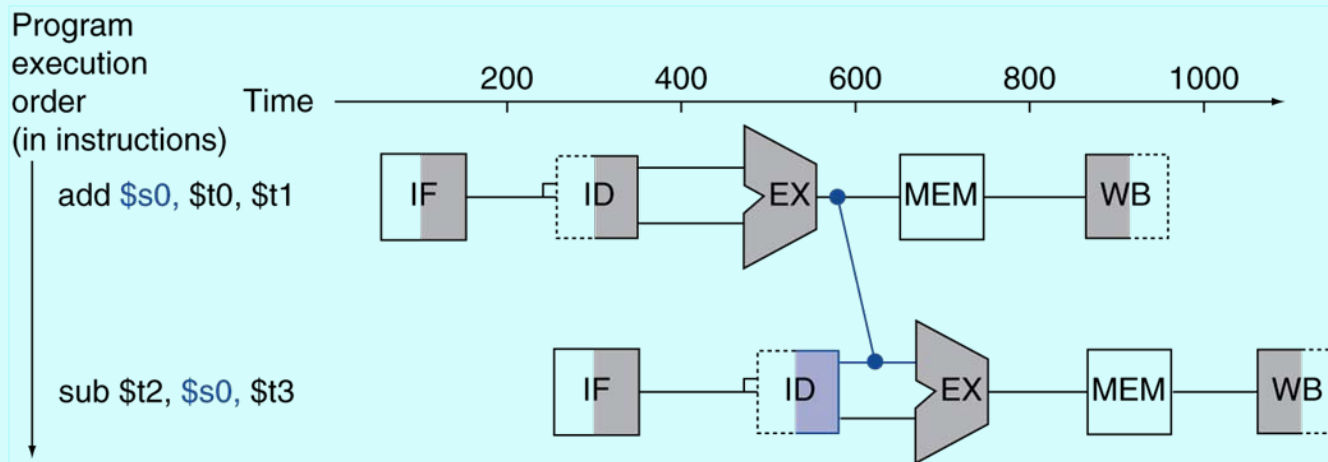 Program
execution
order
(in instructions)
Time
200 400 600 800 1000
add $s0, $t0, $t1
IF ID EX MEM WB
sub $t2, $s0, $t3
IF ID EX MEM WB